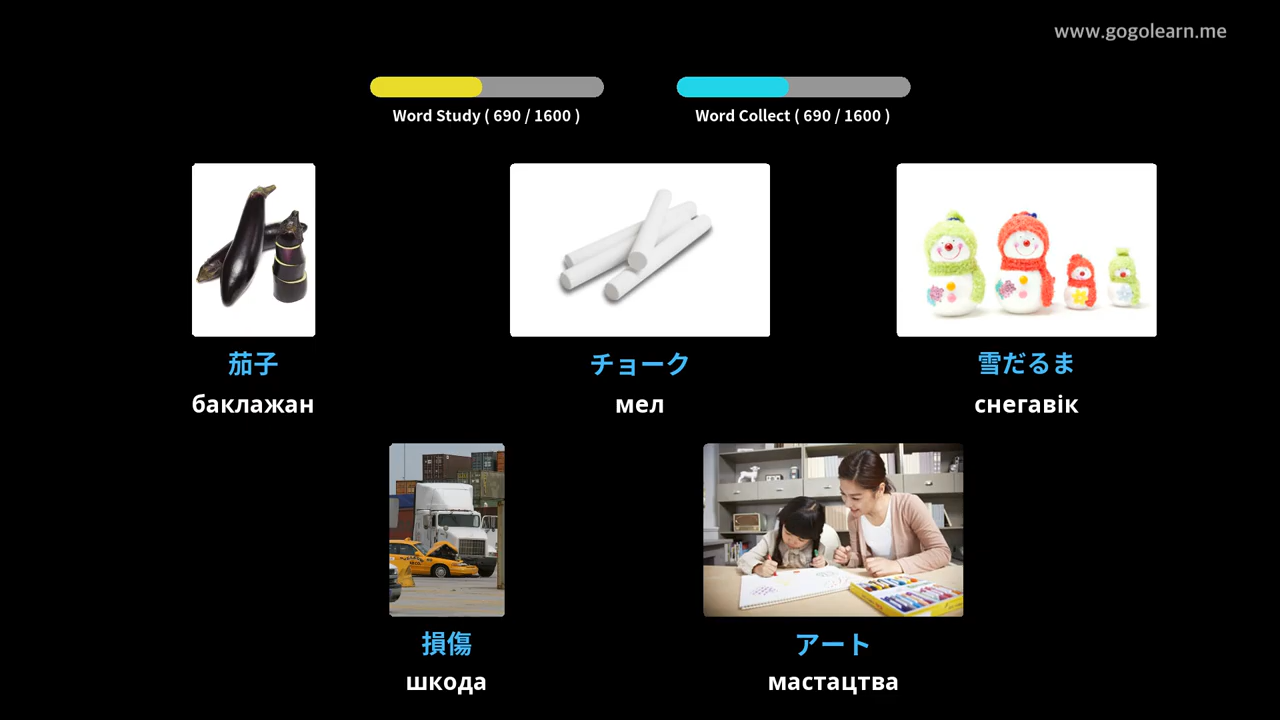 www.gogolearn.me
Word Study ( 690 / 1600 )
Word Collect ( 690 / 1600 )
茄子
チョーク
雪だるま
баклажан
мел
снегавік
損傷
アート
шкода
мастацтва